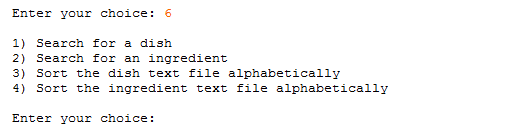 Enter your choice: 6
1) Search for a dish
2) Search for an ingredient
3) Sort the dish text file alphabetically
4) Sort the ingredient text file alphabetically
Enter your choice: